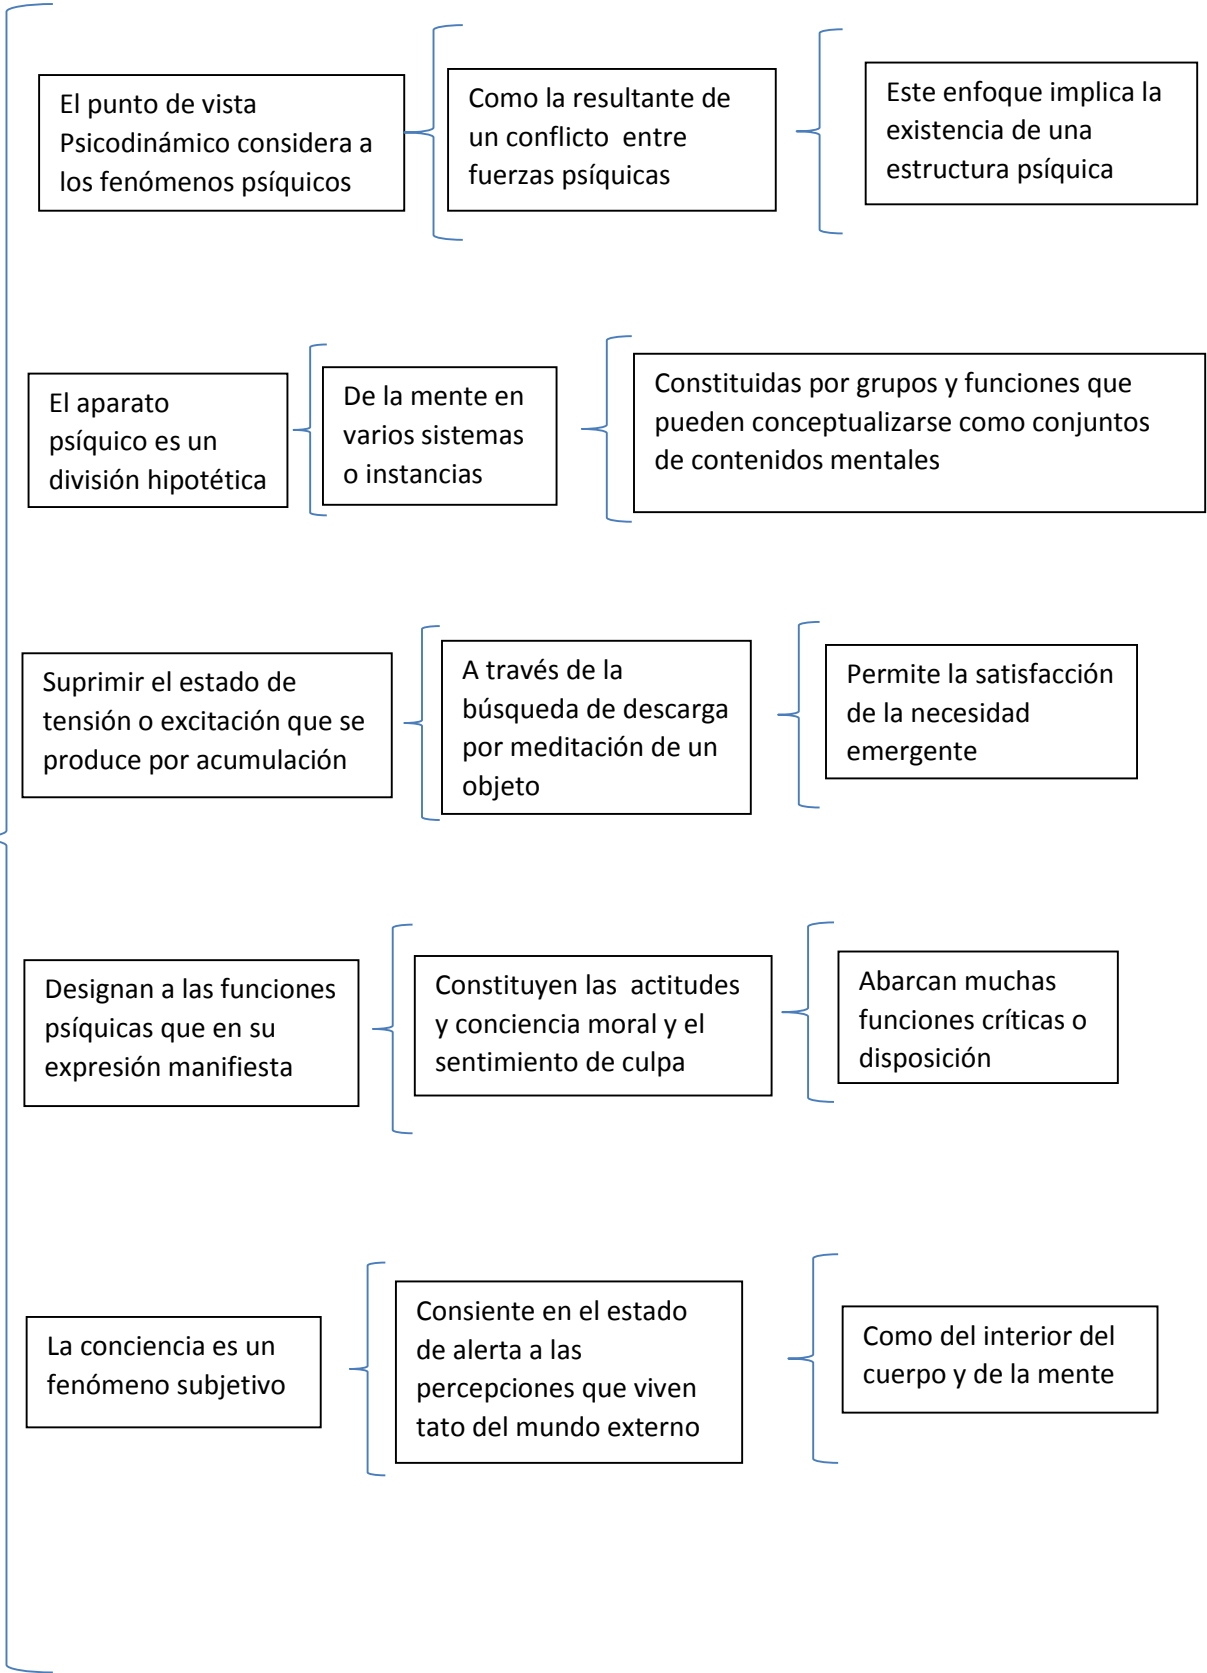 El punto de vista
Psicodinámico considera a
los fenómenos psíquicos
Como la resultante de
un conflicto  entre
fuerzas psíquicas
Este enfoque implica la
existencia de una
estructura psíquica
El aparato
psíquico es un
división hipotética
De la mente en
varios sistemas
o instancias
Constituidas por grupos y funciones que
pueden conceptualizarse como conjuntos
de contenidos mentales
Suprimir el estado de
tensión o excitación que se
produce por acumulación
A través de la
búsqueda de descarga
por meditación de un
objeto
Permite la satisfacción
de la necesidad
emergente
Designan a las funciones
psíquicas que en su
expresión manifiesta
Constituyen las  actitudes
y conciencia moral y el
sentimiento de culpa
Abarcan muchas
funciones críticas o
disposición
La conciencia es un
fenómeno subjetivo
Consiente en el estado
de alerta a las
percepciones que viven
tato del mundo externo
Como del interior del
cuerpo y de la mente